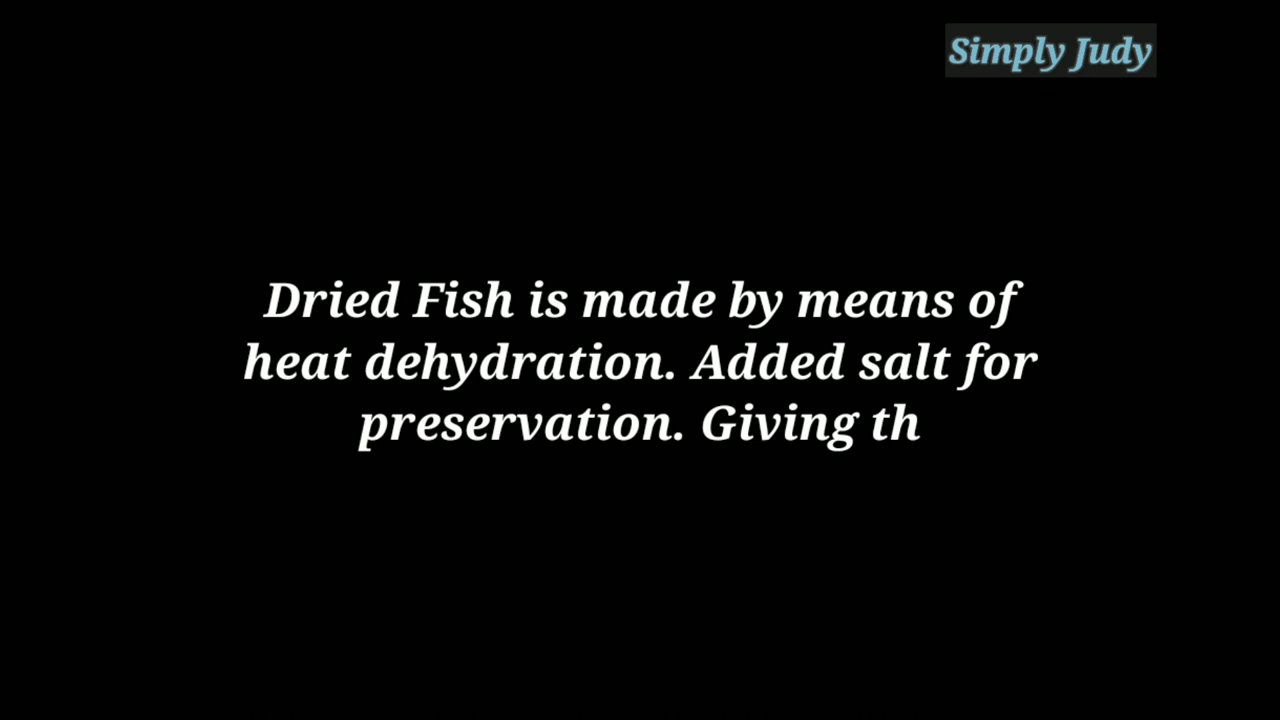 Simply Judy
Dried Fish is made by means of
heat dehydration. Added salt for
preservation. Giving th